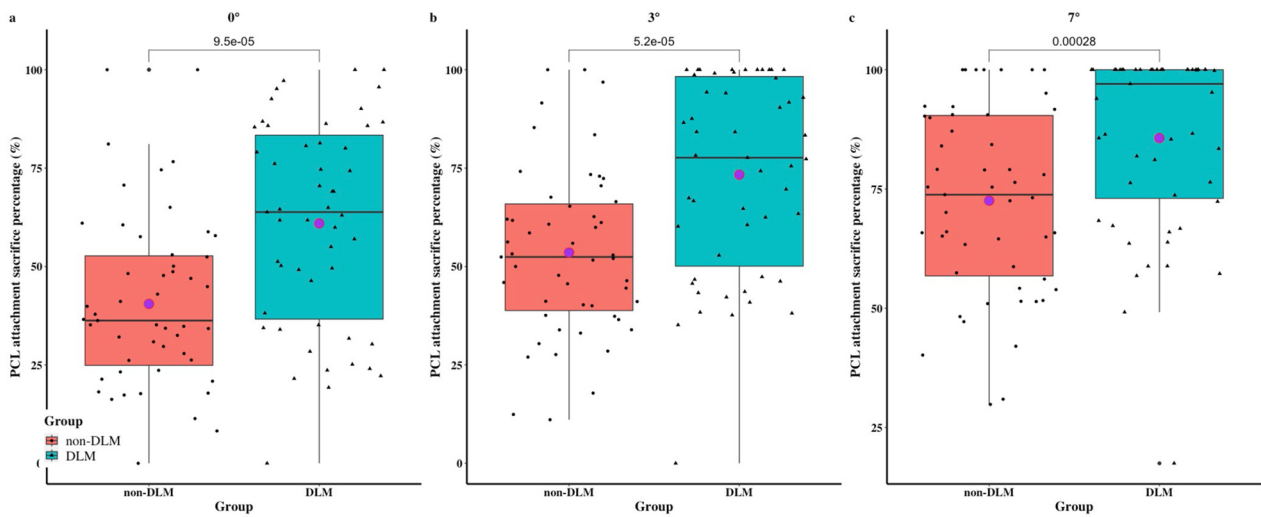 a
0°
9.5e-05
PCL attachment sacrifice percentage (%)
100
75
50
25
0
Group
non-DLM
DLM
non-DLM
DLM
Group
b
3°
5.2e-05
PCL attachment sacrifice percentage (%)
100
75
50
25
0
non-DLM
DLM
Group
c
7°
0.00028
PCL attachment sacrifice percentage (%)
100
75
50
25
non-DLM
DLM
Group